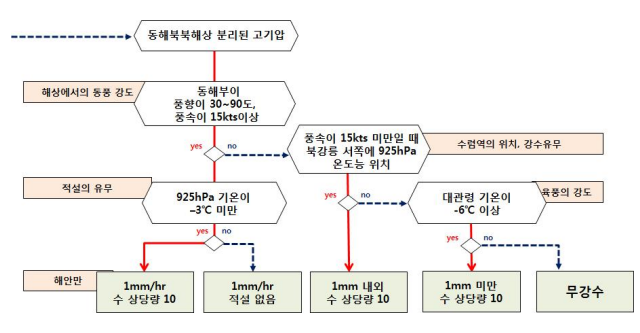 동해북북해상 분리된 고기압
해상에서의 동풍 강도
동해부이
풍향이 30~90도,
풍속이 15kts이상
yes
no
풍속이 15kts 미만일 때
북강릉 서쪽에 925hPa
온도능 위치
수렴역의 위치, 강수유무
적설의 유무
925hPa 기온이
–3℃ 미만
yes
no
대관령 기온이
-6℃ 이상
육풍의 강도
yes
no
yes
no
해안만
1mm/hr
수 상당량 10
1mm/hr
적설 없음
1mm 내외
수 상당량 10
1mm 미만
수 상당량 10
무강수